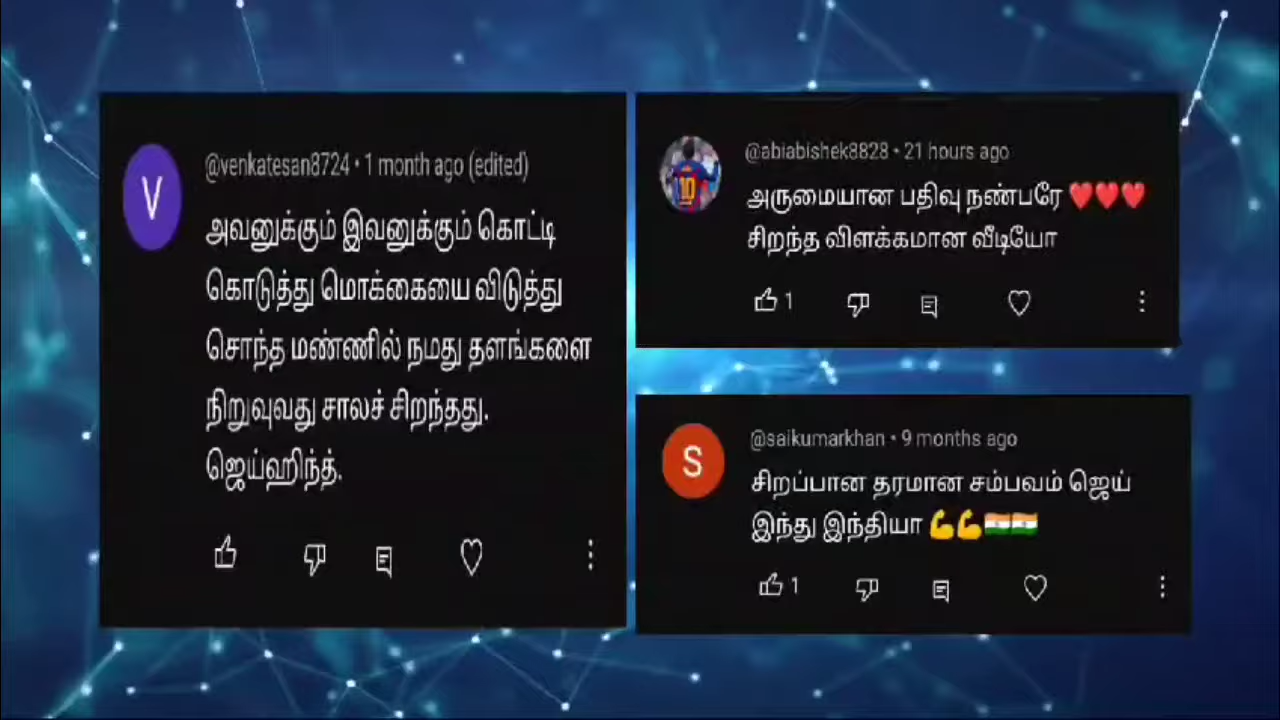 V
@venkatesan8724 • 1 month ago (edited)
அவனுக்கும் இவனுக்கும் கொட்டி
கொடுத்து மொக்கையை விடுத்து
சொந்த மண்ணில் நமது தளங்களை
நிறுவுவது சாலச் சிறந்தது.
ஜெய்ஹிந்த்.
10
@abiabishek8828 • 21 hours ago
அருமையான பதிவு நண்பரே ❤️❤️❤️
சிறந்த விளக்கமான வீடியோ
1
S
@saikumarkhan • 9 months ago
சிறப்பான தரமான சம்பவம் ஜெய்
இந்து இந்தியா 💪💪🇮🇳🇮🇳
1